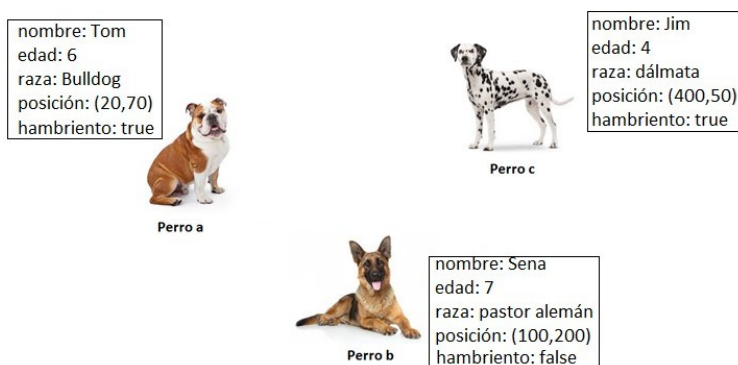 nombre: Tom
edad: 6
raza: Bulldog
posición: (20,70)
hambriento: true
Perro a
nombre: Jim
edad: 4
raza: dálmata
posición: (400,50)
hambriento: true
Perro c
nombre: Sena
edad: 7
raza: pastor alemán
posición: (100,200)
hambriento: false
Perro b